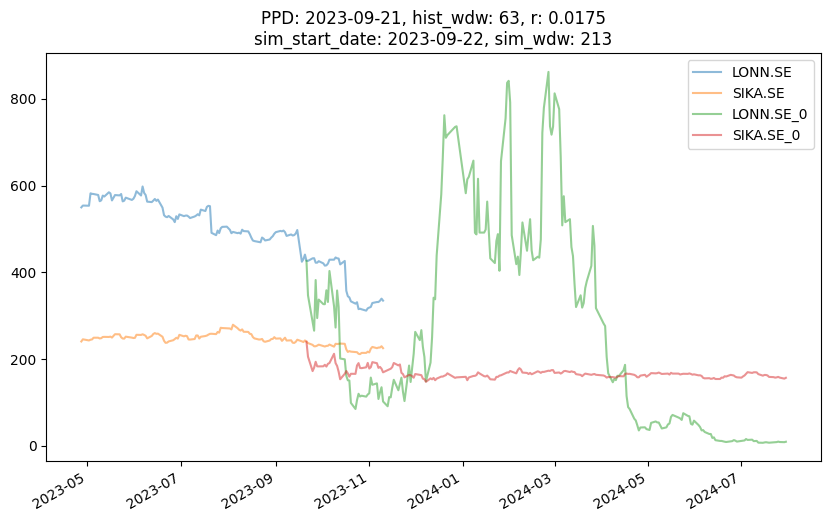 PPD: 2023-09-21, hist_wdw: 63, r: 0.0175
sim_start_date: 2023-09-22, sim_wdw: 213
LONN.SE
SIKA.SE
LONN.SE_0
SIKA.SE_0
800
600
400
200
0
2023-05
2023-07
2023-09
2023-11
2024-01
2024-03
2024-05
2024-07